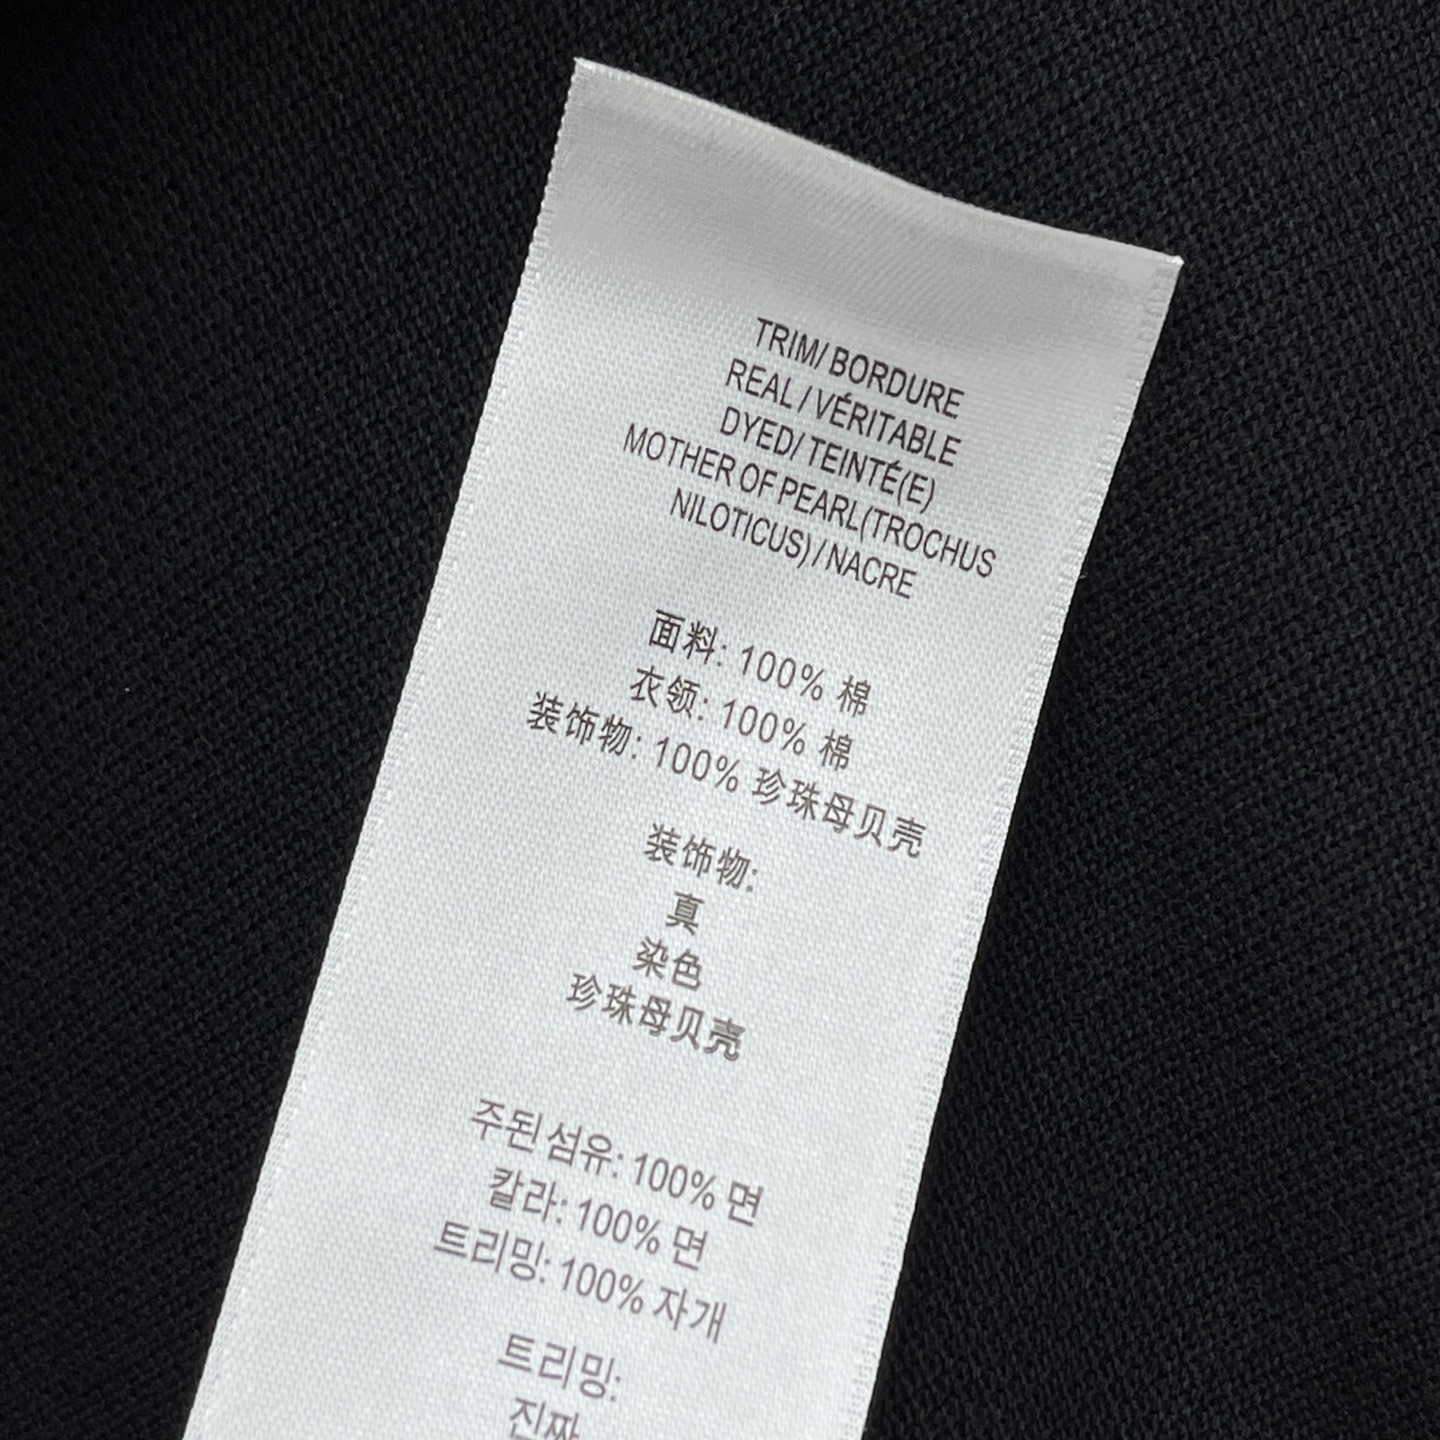 TRIM/ BORDURE
REAL / VÉRITABLE
DYED/ TEINTÉ(E)
MOTHER OF PEARL(TROCHUS
NILOTICUS) / NACRE
面料: 100% 棉
衣领: 100% 棉
装饰物: 100% 珍珠母贝壳
装饰物:
真
染色
珍珠母贝壳
주된 섬유: 100% 면
칼라: 100% 면
트리밍: 100% 자개
트리밍:
진짜